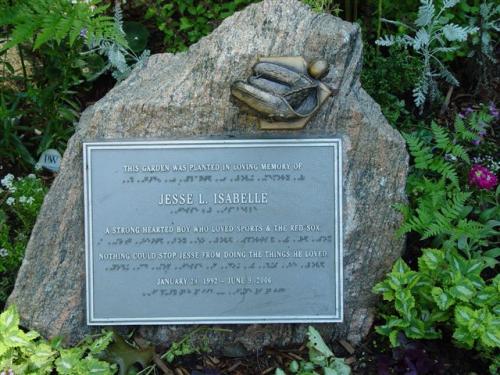 THIS GARDEN WAS PLANTED IN LOVING MEMORY OF
JESSE L. ISABELLE
A STRONG HEARTED BOY WHO LOVED SPORTS & THE RED SOX.
NOTHING COULD STOP JESSE FROM DOING THE THINGS HE LOVED.
JANUARY 28 1992 – JUNE 9 2006